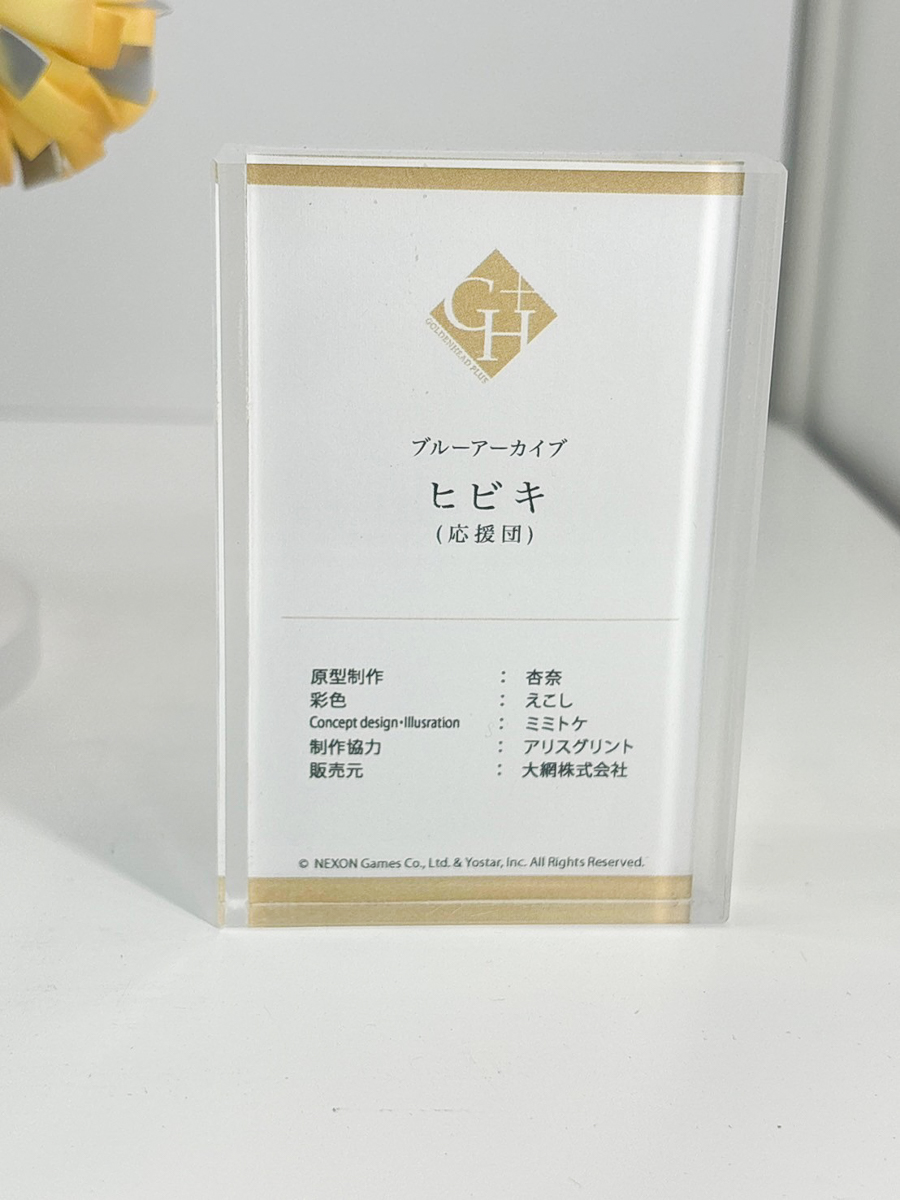 GH+
GOLDENHEAD PLUS
ブルーアーカイブ
ヒビキ
(応援団)
原型制作 : 杏奈
彩色 : えこし
Concept design・Illusration : ミミトケ
制作協力 : アリスグリント
販売元 : 大網株式会社
© NEXON Games Co., Ltd. & Yostar, Inc. All Rights Reserved.